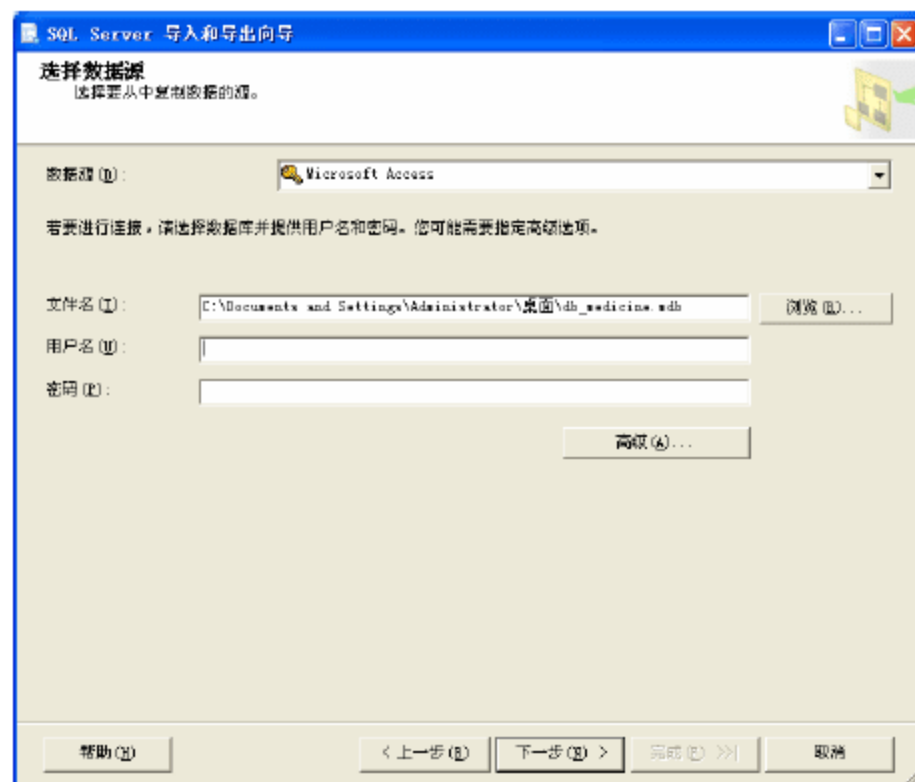 SQL Server 导入和导出向导
选择数据源
选择要从中复制数据的源。
数据源(D): Microsoft Access
若要进行连接，请选择数据库并提供用户名和密码。您可能需要指定高级选项。
文件名(I): C:\Documents and Settings\Administrator\桌面\db_medicine.mdb 浏览(R)...
用户名(U):
密码(P):
高级(A)...
帮助(H) < 上一步(B) 下一步(N) > 完成(F) >>| 取消